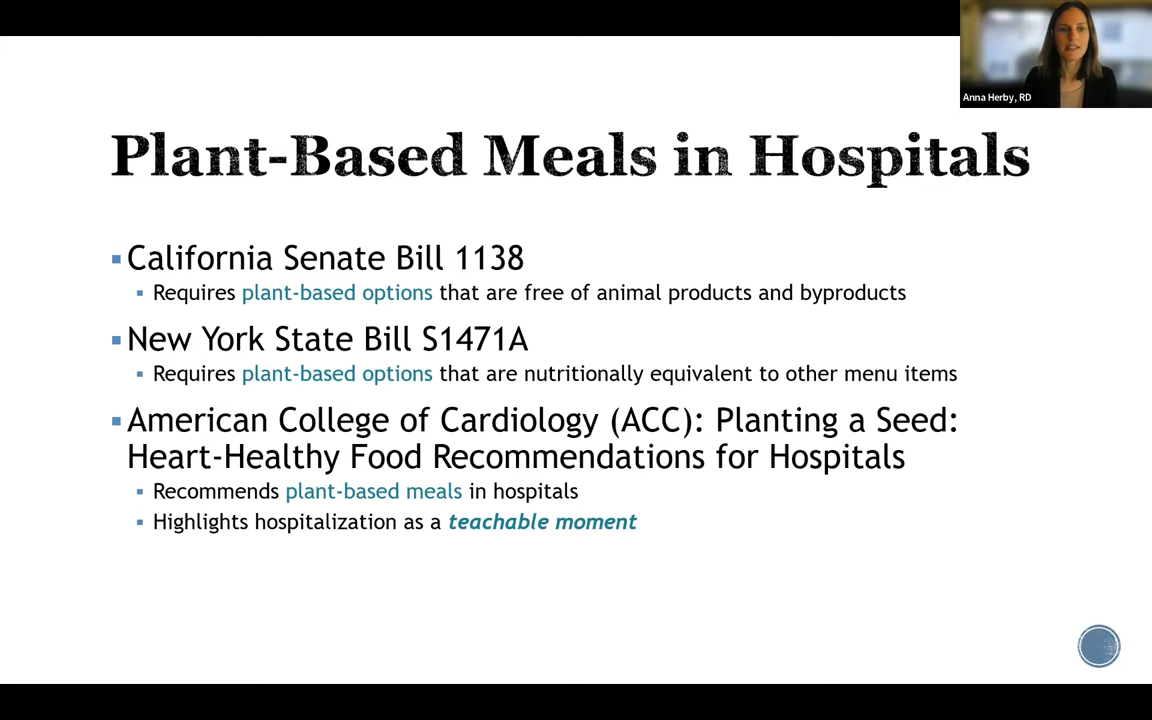 Anna Herby, RD
Plant-Based Meals in Hospitals
California Senate Bill 1138
Requires plant-based options that are free of animal products and byproducts
New York State Bill S1471A
Requires plant-based options that are nutritionally equivalent to other menu items
American College of Cardiology (ACC): Planting a Seed:
Heart-Healthy Food Recommendations for Hospitals
Recommends plant-based meals in hospitals
Highlights hospitalization as a teachable moment